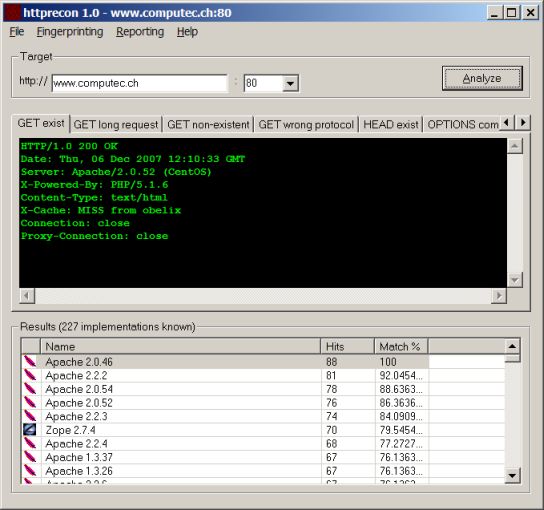 httprecon 1.0 - www.computec.ch:80
File Fingerprinting Reporting Help
Target
http:// www.computec.ch : 80 Analyze
GET exist GET long request GET non-existent GET wrong protocol HEAD exist OPTIONS com
HTTP/1.0 200 OK
Date: Thu, 06 Dec 2007 12:10:33 GMT
Server: Apache/2.0.52 (CentOS)
X-Powered-By: PHP/5.1.6
Content-Type: text/html
X-Cache: MISS from obelix
Connection: close
Proxy-Connection: close
Results (227 implementations known)
Name Hits Match %
Apache 2.0.46 88 100
Apache 2.2.2 81 92.0454...
Apache 2.0.54 78 88.6363...
Apache 2.0.52 76 86.3636...
Apache 2.2.3 74 84.0909...
Zope 2.7.4 70 79.5454...
Apache 2.2.4 68 77.2727...
Apache 1.3.37 67 76.1363...
Apache 1.3.26 67 76.1363...